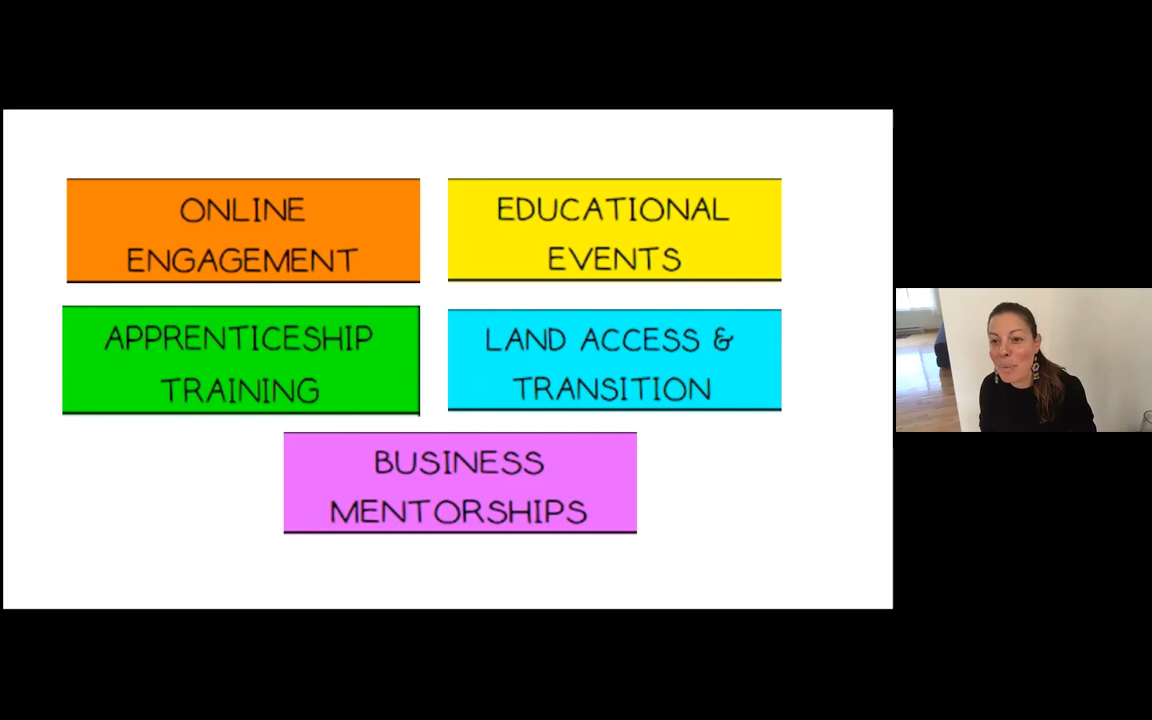 ONLINE
ENGAGEMENT
EDUCATIONAL
EVENTS
APPRENTICESHIP
TRAINING
LAND ACCESS &
TRANSITION
BUSINESS
MENTORSHIPS